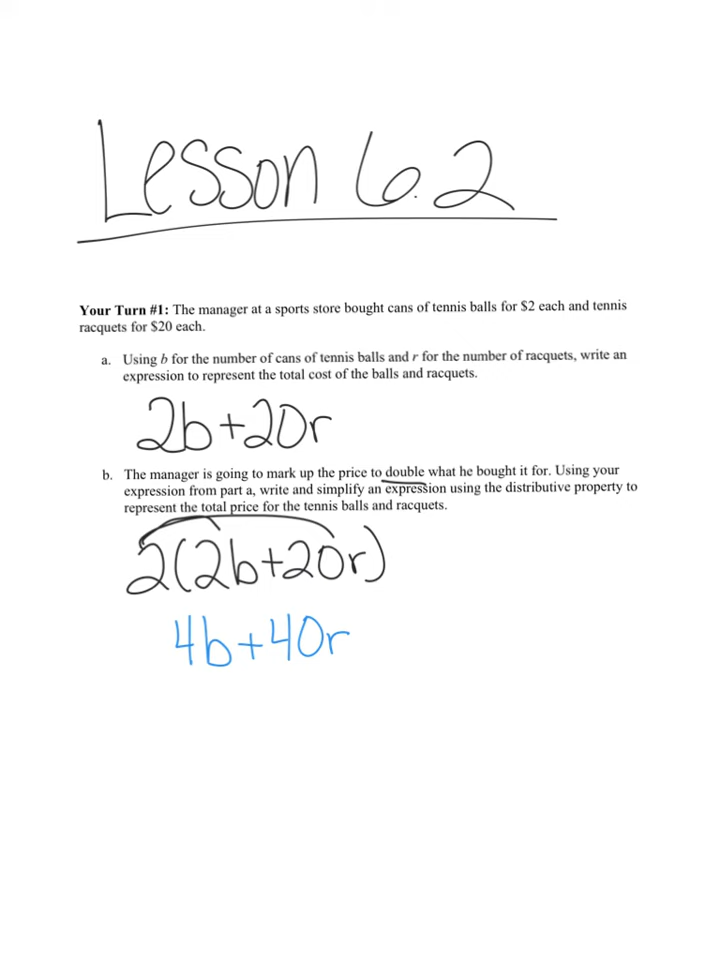 Lesson 6.2
Your Turn #1: The manager at a sports store bought cans of tennis balls for $2 each and tennis
racquets for $20 each.
a. Using b for the number of cans of tennis balls and r for the number of racquets, write an
expression to represent the total cost of the balls and racquets.
2b+20r
b. The manager is going to mark up the price to double what he bought it for. Using your
expression from part a, write and simplify an expression using the distributive property to
represent the total price for the tennis balls and racquets.
2(2b+20r)
4b+40r